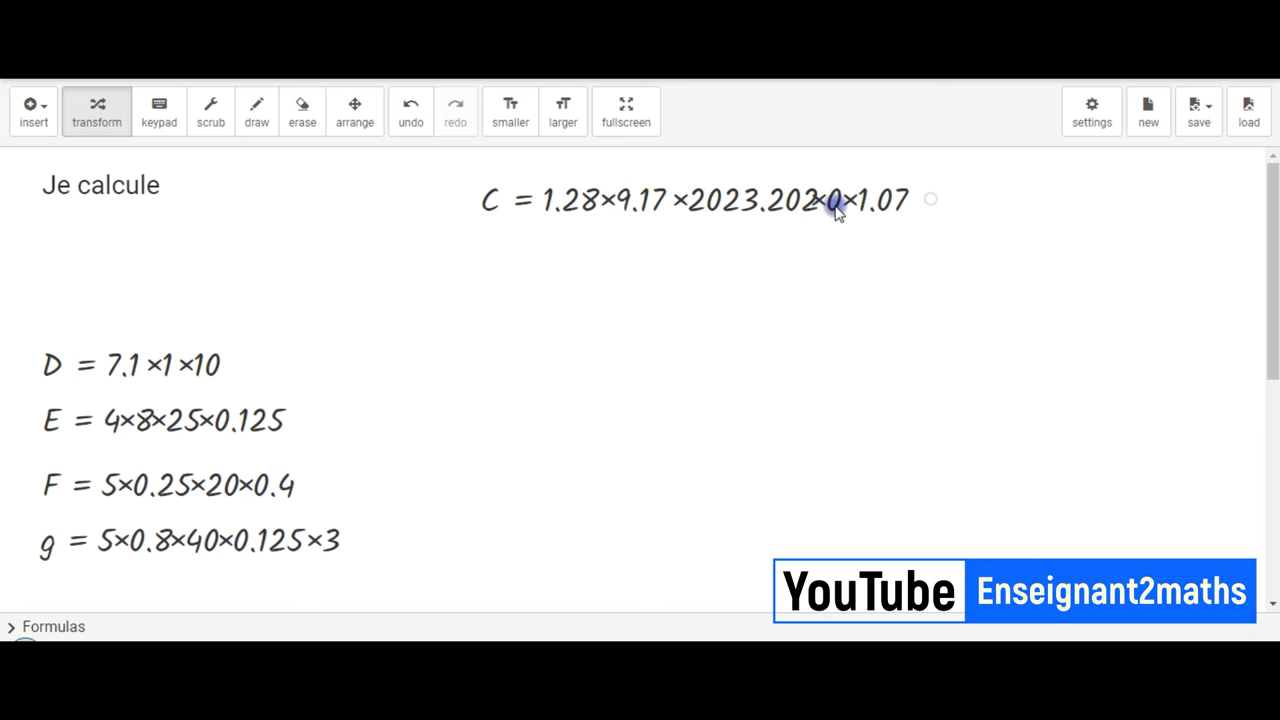 insert transform keypad scrub draw erase arrange undo redo smaller larger fullscreen settings new save load
Je calcule
C = 1.28×9.17×2023.202×0×1.07
D = 7.1×1×10
E = 4×8×25×0.125
F = 5×0.25×20×0.4
g = 5×0.8×40×0.125×3
YouTube Enseignant2maths
Formulas